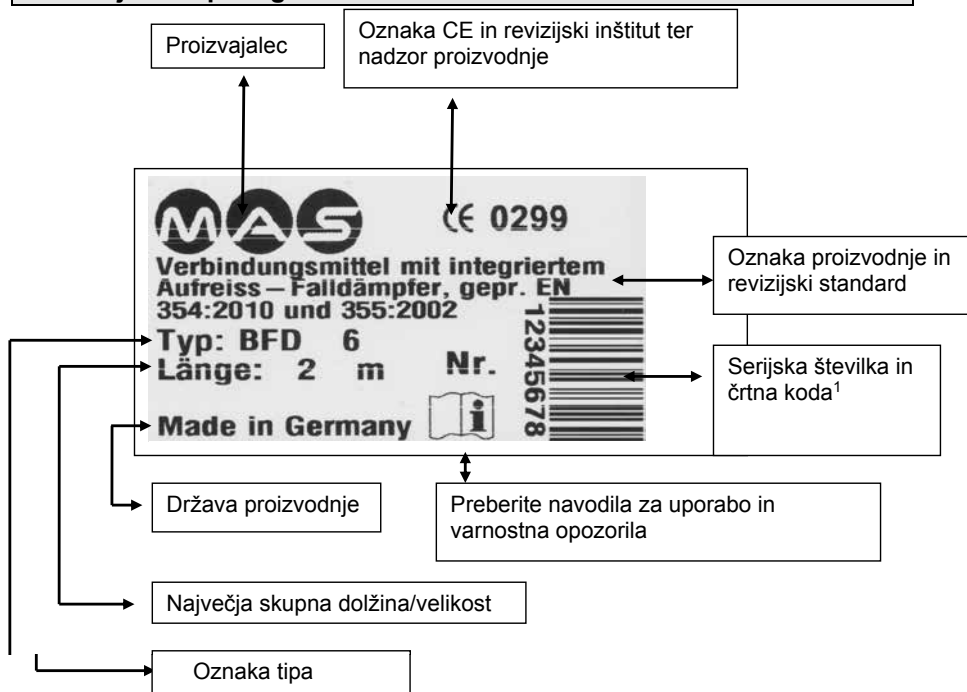 Proizvajalec
Oznaka CE in revizijski inštitut ter
nadzor proizvodnje
MAS
CE 0299
Verbindungsmittel mit integriertem
Aufreiss – Falldämpfer, gepr. EN
354:2010 und 355:2002
Typ: BFD 6
Länge: 2 m
Nr.
12345678
Made in Germany
Oznaka proizvodnje in
revizijski standard
Serijska številka in
črtna koda1
Država proizvodnje
Preberite navodila za uporabo in
varnostna opozorila
Največja skupna dolžina/velikost
Oznaka tipa